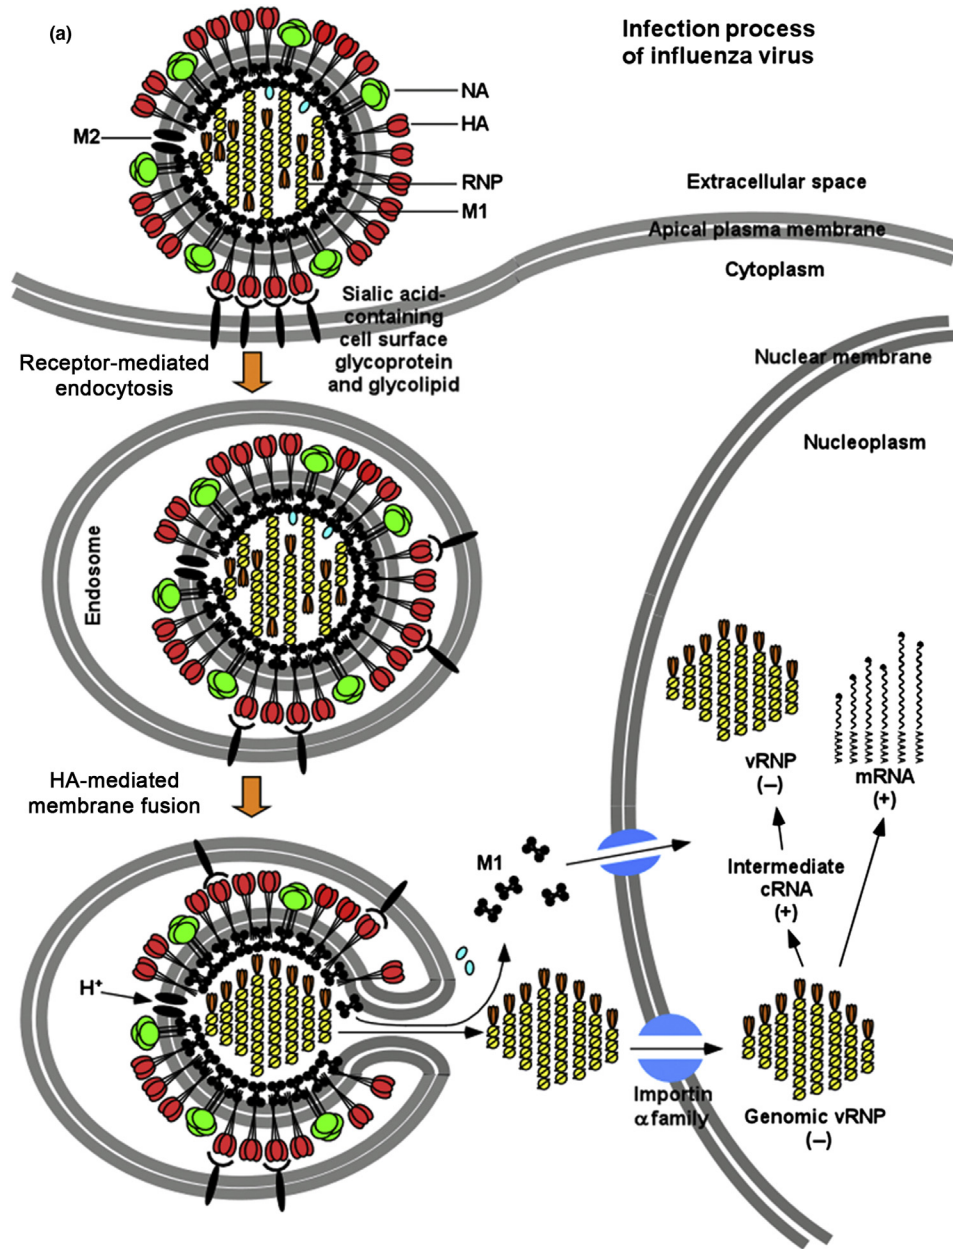 (a)
Infection process
of influenza virus
NA
HA
M2
RNP
M1
Extracellular space
Apical plasma membrane
Cytoplasm
Sialic acid-
containing
cell surface
glycoprotein
and glycolipid
Receptor-mediated
endocytosis
Nuclear membrane
Nucleoplasm
Endosome
HA-mediated
membrane fusion
vRNP
(–)
mRNA
(+)
M1
Intermediate
cRNA
(+)
H⁺
Importin
α family
Genomic vRNP
(–)